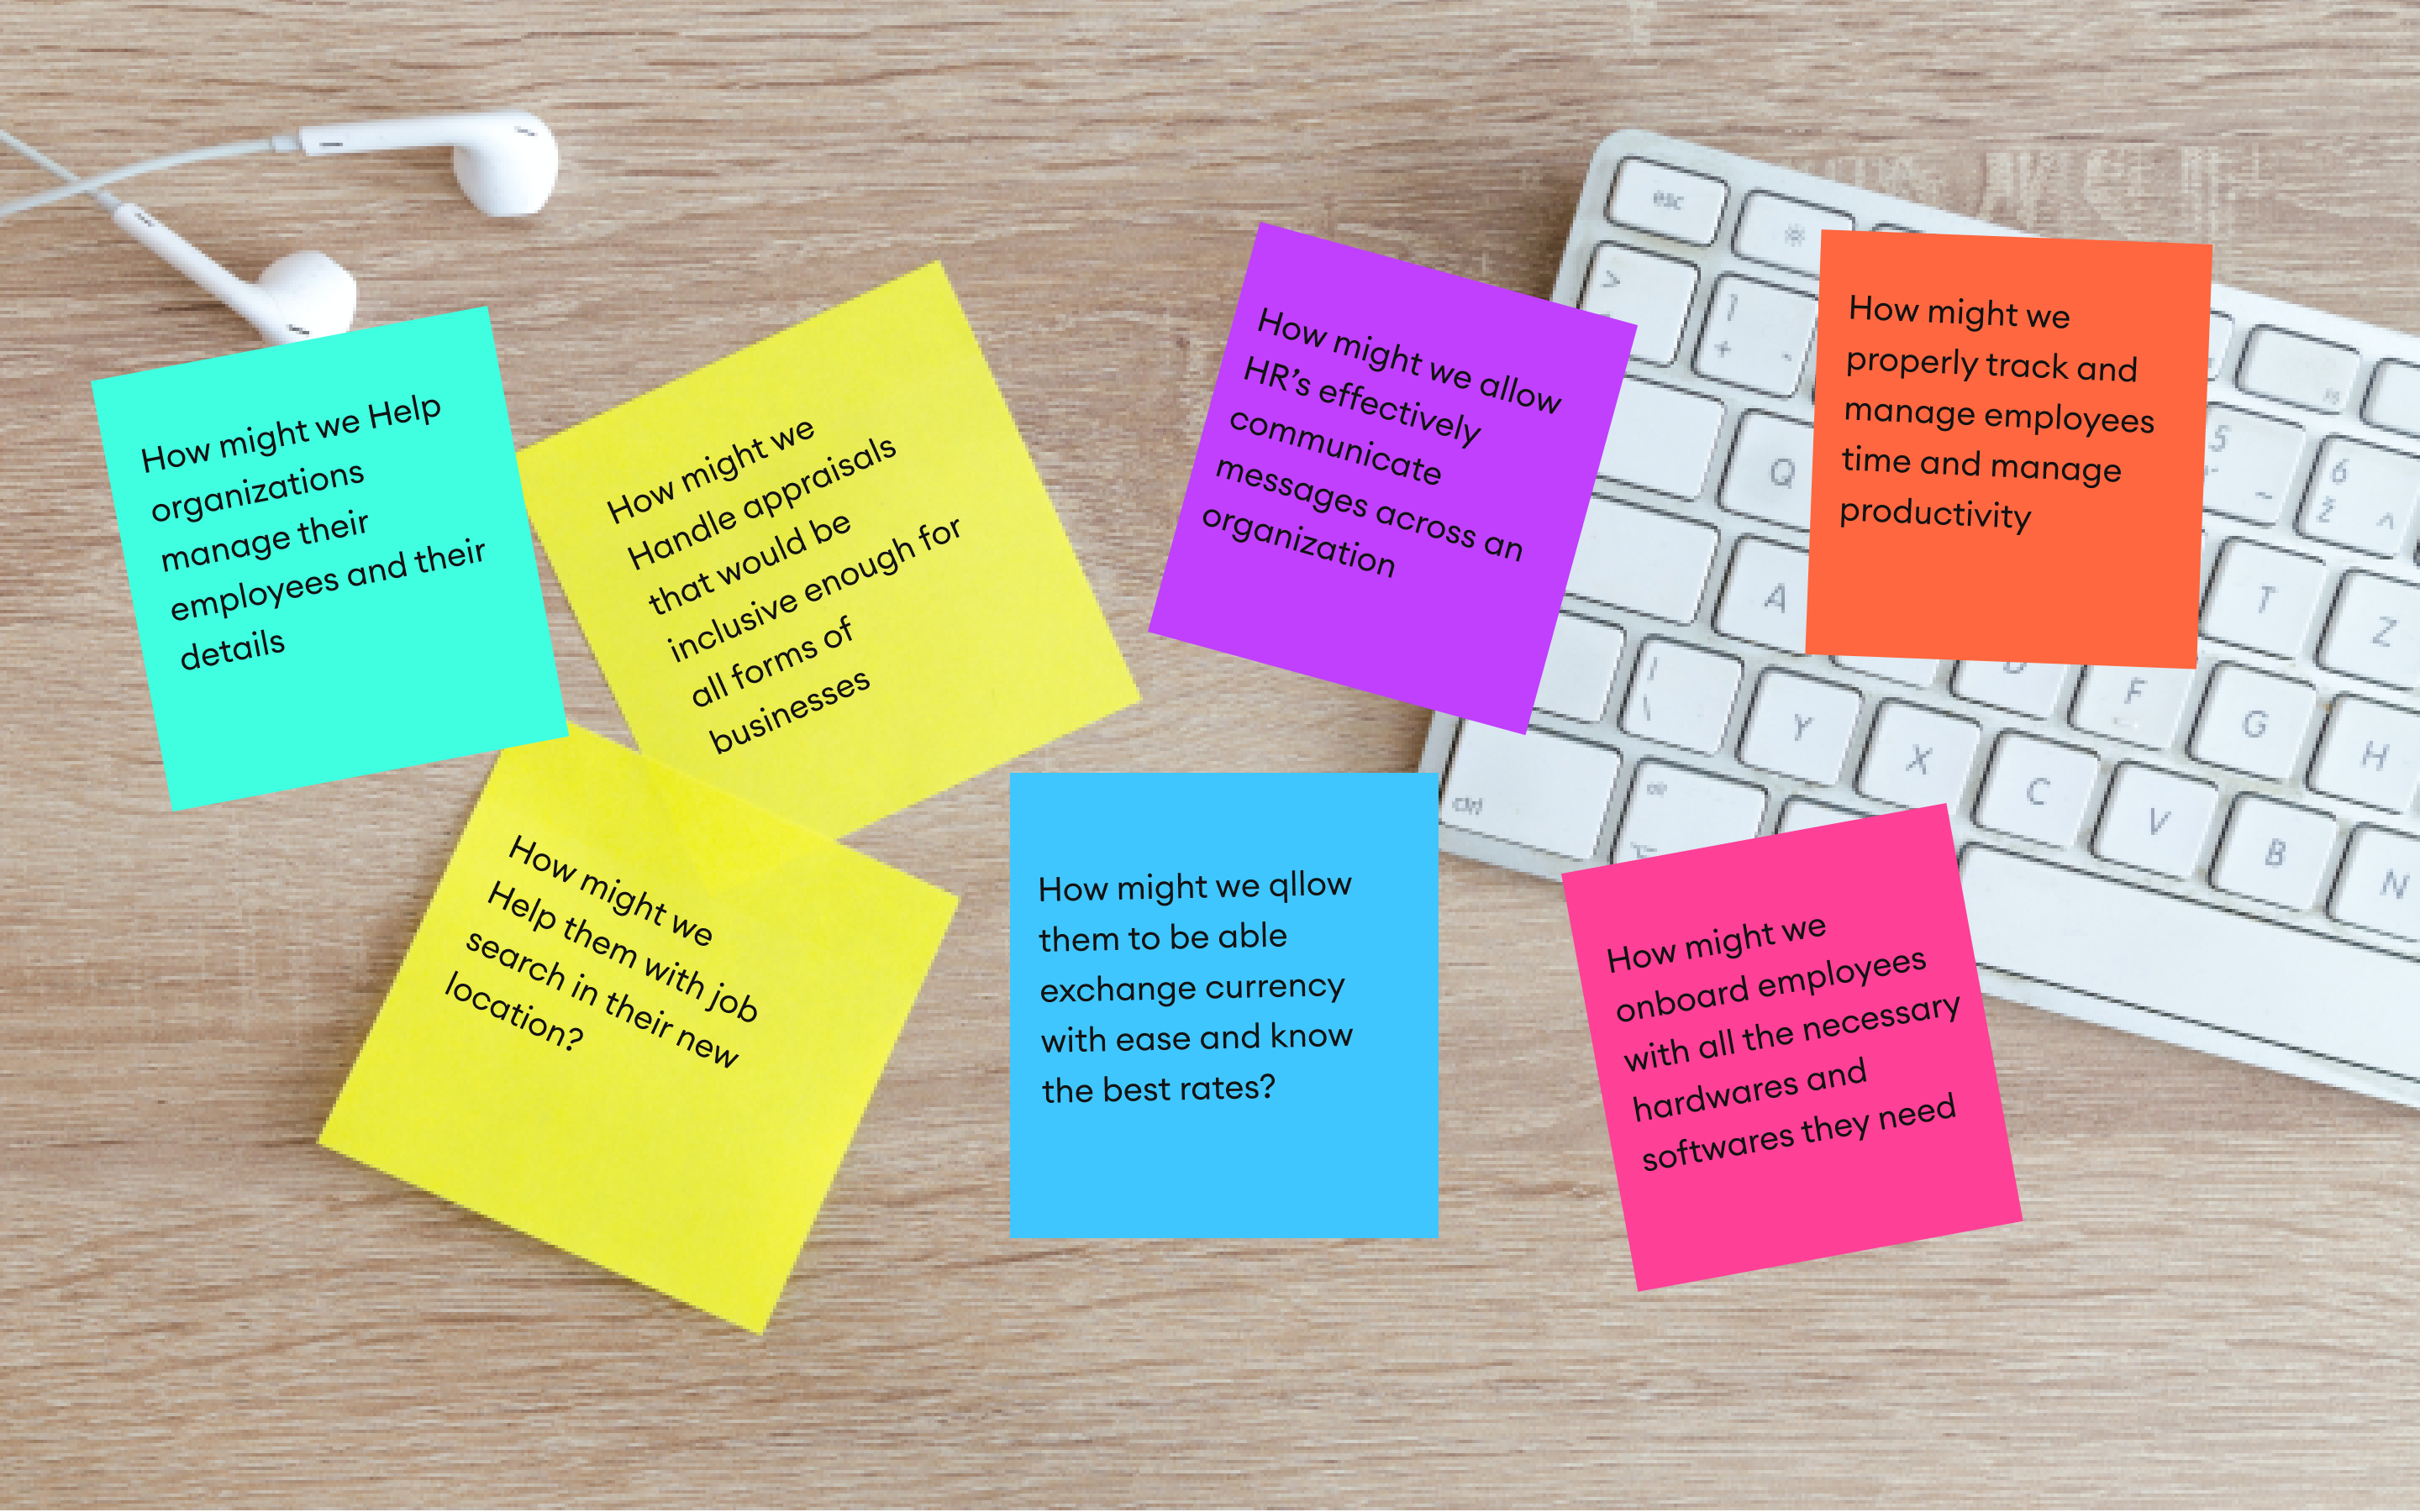 How might we Help
organizations
manage their
employees and their
details
How might we
Handle appraisals
that would be
inclusive enough for
all forms of
businesses
How might we allow
HR’s effectively
communicate
messages across an
organization
How might we
properly track and
manage employees
time and manage
productivity
How might we
Help them with job
search in their new
location?
How might we qllow
them to be able
exchange currency
with ease and know
the best rates?
How might we
onboard employees
with all the necessary
hardwares and
softwares they need
esc
>
1
+ -
Q
5
-
6
ž ^
A
T
Z
|
\
Y
X
F
G
H
ctrl
C
V
B
N